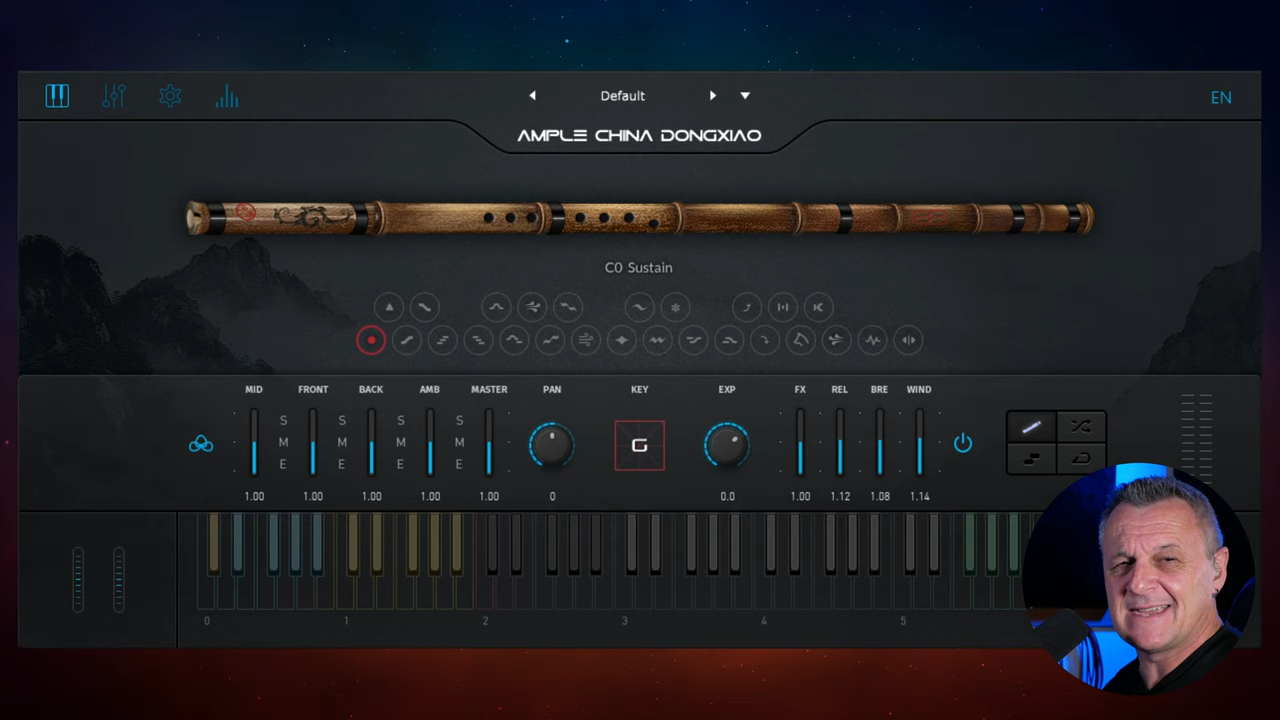 Default
EN
AMPLE CHINA DONGXIAO
C0 Sustain
MID FRONT BACK AMB MASTER PAN KEY EXP FX REL BRE WIND
S S S S
M M M M
G
E E E E
1.00 1.00 1.00 1.00 1.00 0 0.0 1.00 1.12 1.08 1.14
0 1 2 3 4 5